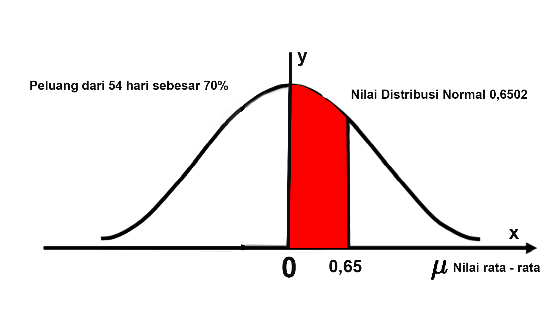 y
Peluang dari 54 hari sebesar 70%
Nilai Distribusi Normal 0,6502
x
0
0,65
μ Nilai rata - rata